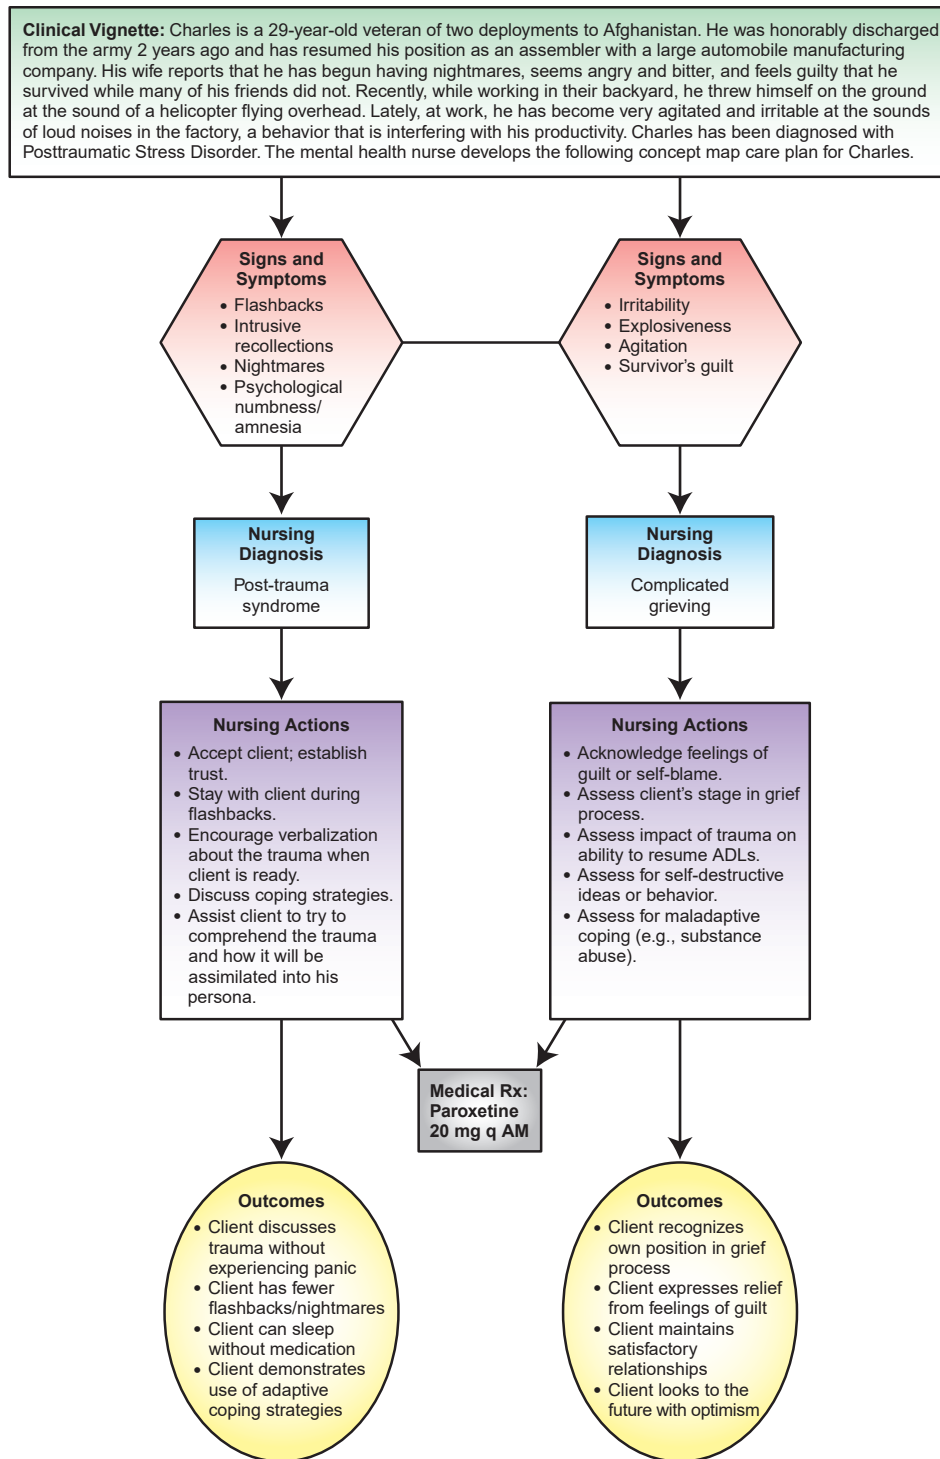 Clinical Vignette: Charles is a 29-year-old veteran of two deployments to Afghanistan. He was honorably discharged
from the army 2 years ago and has resumed his position as an assembler with a large automobile manufacturing
company. His wife reports that he has begun having nightmares, seems angry and bitter, and feels guilty that he
survived while many of his friends did not. Recently, while working in their backyard, he threw himself on the ground
at the sound of a helicopter flying overhead. Lately, at work, he has become very agitated and irritable at the sounds
of loud noises in the factory, a behavior that is interfering with his productivity. Charles has been diagnosed with
Posttraumatic Stress Disorder. The mental health nurse develops the following concept map care plan for Charles.
Signs and
Symptoms
• Flashbacks
• Intrusive
recollections
• Nightmares
• Psychological
numbness/
amnesia
Signs and
Symptoms
• Irritability
• Explosiveness
• Agitation
• Survivor’s guilt
Nursing
Diagnosis
Post-trauma
syndrome
Nursing
Diagnosis
Complicated
grieving
Nursing Actions
• Accept client; establish
trust.
• Stay with client during
flashbacks.
• Encourage verbalization
about the trauma when
client is ready.
• Discuss coping strategies.
• Assist client to try to
comprehend the trauma
and how it will be
assimilated into his
persona.
Nursing Actions
• Acknowledge feelings of
guilt or self-blame.
• Assess client’s stage in grief
process.
• Assess impact of trauma on
ability to resume ADLs.
• Assess for self-destructive
ideas or behavior.
• Assess for maladaptive
coping (e.g., substance
abuse).
Medical Rx:
Paroxetine
20 mg q AM
Outcomes
• Client discusses
trauma without
experiencing panic
• Client has fewer
flashbacks/nightmares
• Client can sleep
without medication
• Client demonstrates
use of adaptive
coping strategies
Outcomes
• Client recognizes
own position in grief
process
• Client expresses relief
from feelings of guilt
• Client maintains
satisfactory
relationships
• Client looks to the
future with optimism